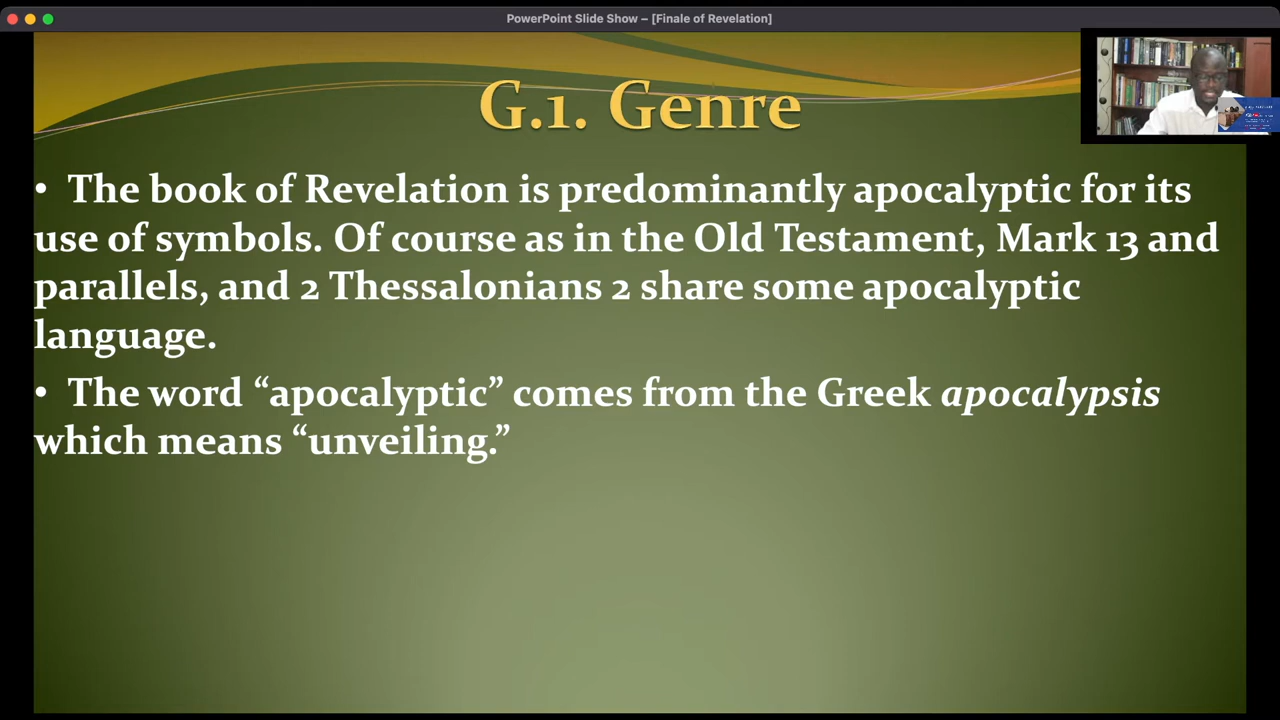 PowerPoint Slide Show – [Finale of Revelation]
G.1. Genre
• The book of Revelation is predominantly apocalyptic for its
use of symbols. Of course as in the Old Testament, Mark 13 and
parallels, and 2 Thessalonians 2 share some apocalyptic
language.
• The word “apocalyptic” comes from the Greek apocalypsis
which means “unveiling.”